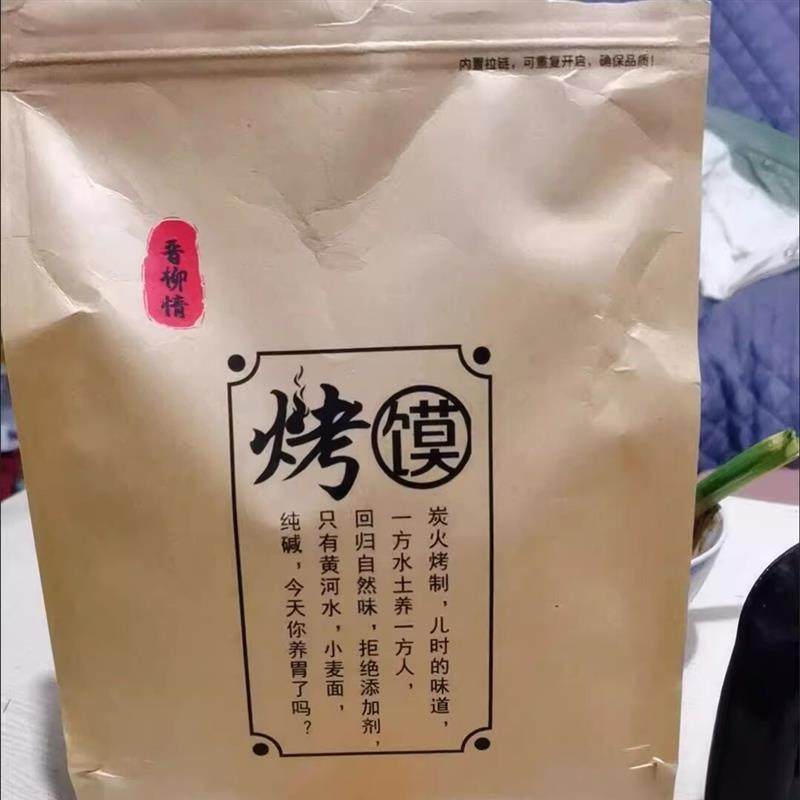 内置拉链，可重复开启，确保品质！
晋柳情
烤馍
炭火烤制，儿时的味道，
一方水土养一方人，
回归自然味，拒绝添加剂，
只有黄河水，小麦面，
纯碱，今天你养胃了吗？